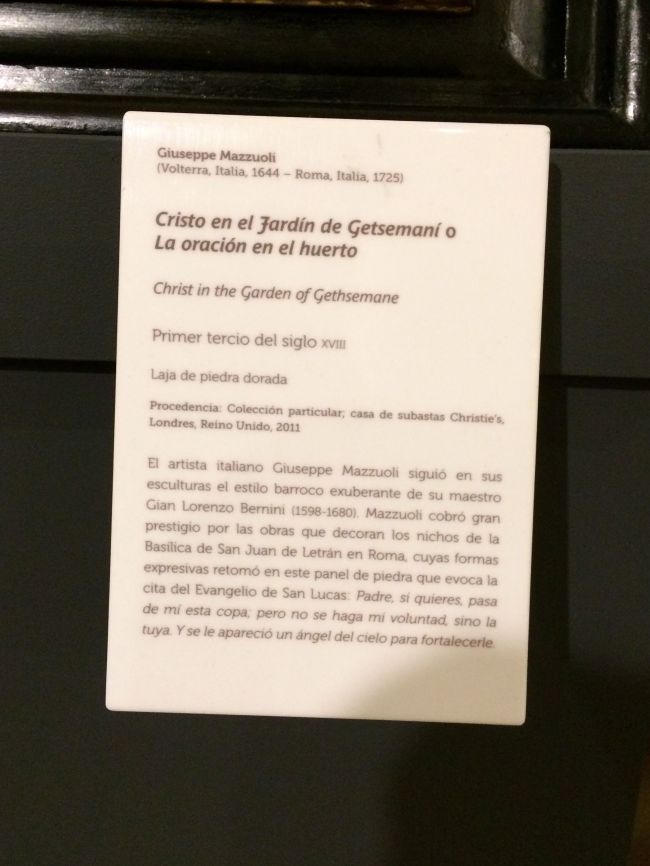 Giuseppe Mazzuoli
(Volterra, Italia, 1644 – Roma, Italia, 1725)
Cristo en el Jardín de Getsemaní o
La oración en el huerto
Christ in the Garden of Gethsemane
Primer tercio del siglo XVIII
Laja de piedra dorada
Procedencia: Colección particular; casa de subastas Christie's,
Londres, Reino Unido, 2011
El artista italiano Giuseppe Mazzuoli siguió en sus
esculturas el estilo barroco exuberante de su maestro
Gian Lorenzo Bernini (1598-1680). Mazzuoli cobró gran
prestigio por las obras que decoran los nichos de la
Basílica de San Juan de Letrán en Roma, cuyas formas
expresivas retomó en este panel de piedra que evoca la
cita del Evangelio de San Lucas: Padre, si quieres, pasa
de mí esta copa; pero no se haga mi voluntad, sino la
tuya. Y se le apareció un ángel del cielo para fortalecerle.